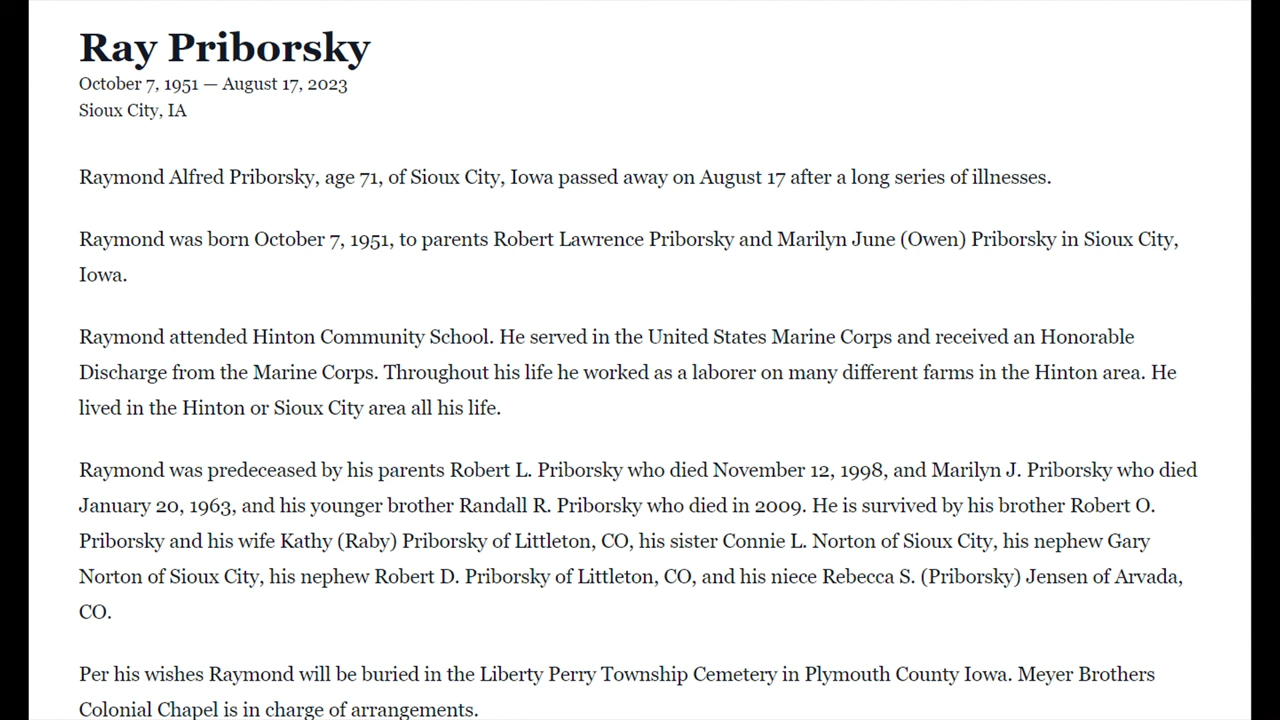 Ray Priborsky
October 7, 1951 — August 17, 2023
Sioux City, IA
Raymond Alfred Priborsky, age 71, of Sioux City, Iowa passed away on August 17 after a long series of illnesses.
Raymond was born October 7, 1951, to parents Robert Lawrence Priborsky and Marilyn June (Owen) Priborsky in Sioux City,
Iowa.
Raymond attended Hinton Community School. He served in the United States Marine Corps and received an Honorable
Discharge from the Marine Corps. Throughout his life he worked as a laborer on many different farms in the Hinton area. He
lived in the Hinton or Sioux City area all his life.
Raymond was predeceased by his parents Robert L. Priborsky who died November 12, 1998, and Marilyn J. Priborsky who died
January 20, 1963, and his younger brother Randall R. Priborsky who died in 2009. He is survived by his brother Robert O.
Priborsky and his wife Kathy (Raby) Priborsky of Littleton, CO, his sister Connie L. Norton of Sioux City, his nephew Gary
Norton of Sioux City, his nephew Robert D. Priborsky of Littleton, CO, and his niece Rebecca S. (Priborsky) Jensen of Arvada,
CO.
Per his wishes Raymond will be buried in the Liberty Perry Township Cemetery in Plymouth County Iowa. Meyer Brothers
Colonial Chapel is in charge of arrangements.